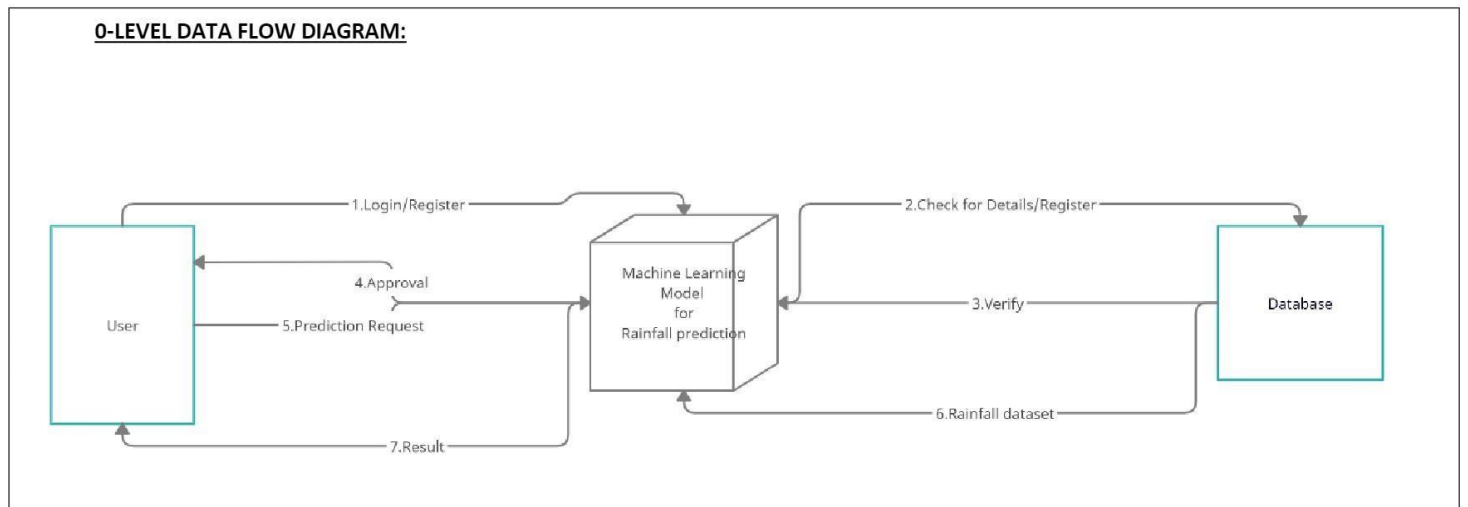 0-LEVEL DATA FLOW DIAGRAM:
1.Login/Register
2.Check for Details/Register
Machine Learning
Model
for
Rainfall prediction
4.Approval
3.Verify
Database
User
5.Prediction Request
6.Rainfall dataset
7.Result